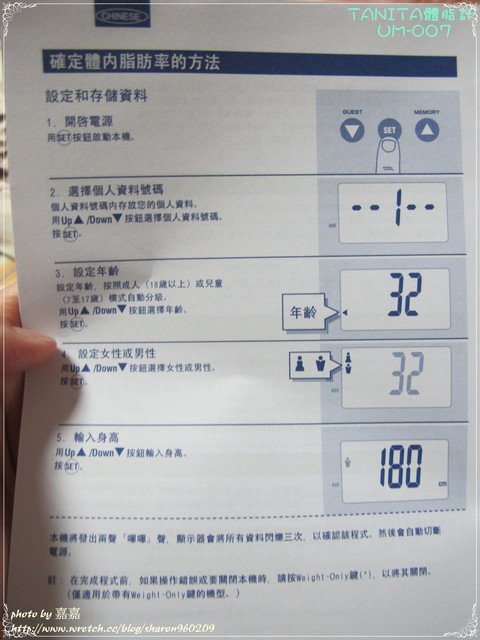 CHINESE
TANITA體脂計
UM-007
確定體內脂肪率的方法
設定和存儲資料
1. 開啓電源
用SET按鈕啟動本機。
GUEST
MEMORY
SET
2. 選擇個人資料號碼
個人資料號碼内存放您的個人資料。
用Up▲/Down▼按鈕選擇個人資料號碼。
按SET。
--1--
3. 設定年齡
設定年齡, 按照成人 (18歲以上) 或兒童
(7至17歲) 模式自動分級。
用Up▲/Down▼按鈕選擇年齡。
按SET。
年齡
32
4. 設定女性或男性
用Up▲/Down▼按鈕選擇女性或男性。
按SET。
32
AGE
5. 輸入身高
用Up▲/Down▼按鈕輸入身高。
按SET。
180
cm
本機將發出兩聲「嗶嗶」聲, 顯示器會將所有資料閃爍三次, 以確認該程式。然後會自動切斷
電源。
註: 在完成程式前, 如果操作錯誤或要關閉本機時, 請按Weight-Only鍵(*), 以將其關閉。
(僅適用於帶有Weight-Only鍵的機型。)
photo by 嘉嘉
http://www.wretch.cc/blog/sharon960209